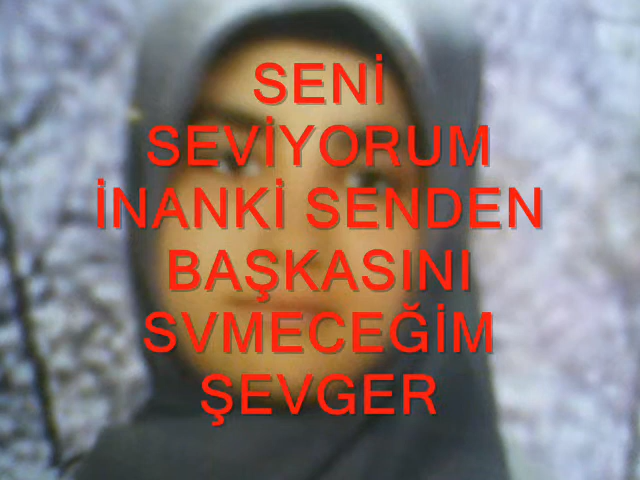 SENİ
SEVİYORUM
İNANKİ SENDEN
BAŞKASINI
SVMECEĞİM
ŞEVGER